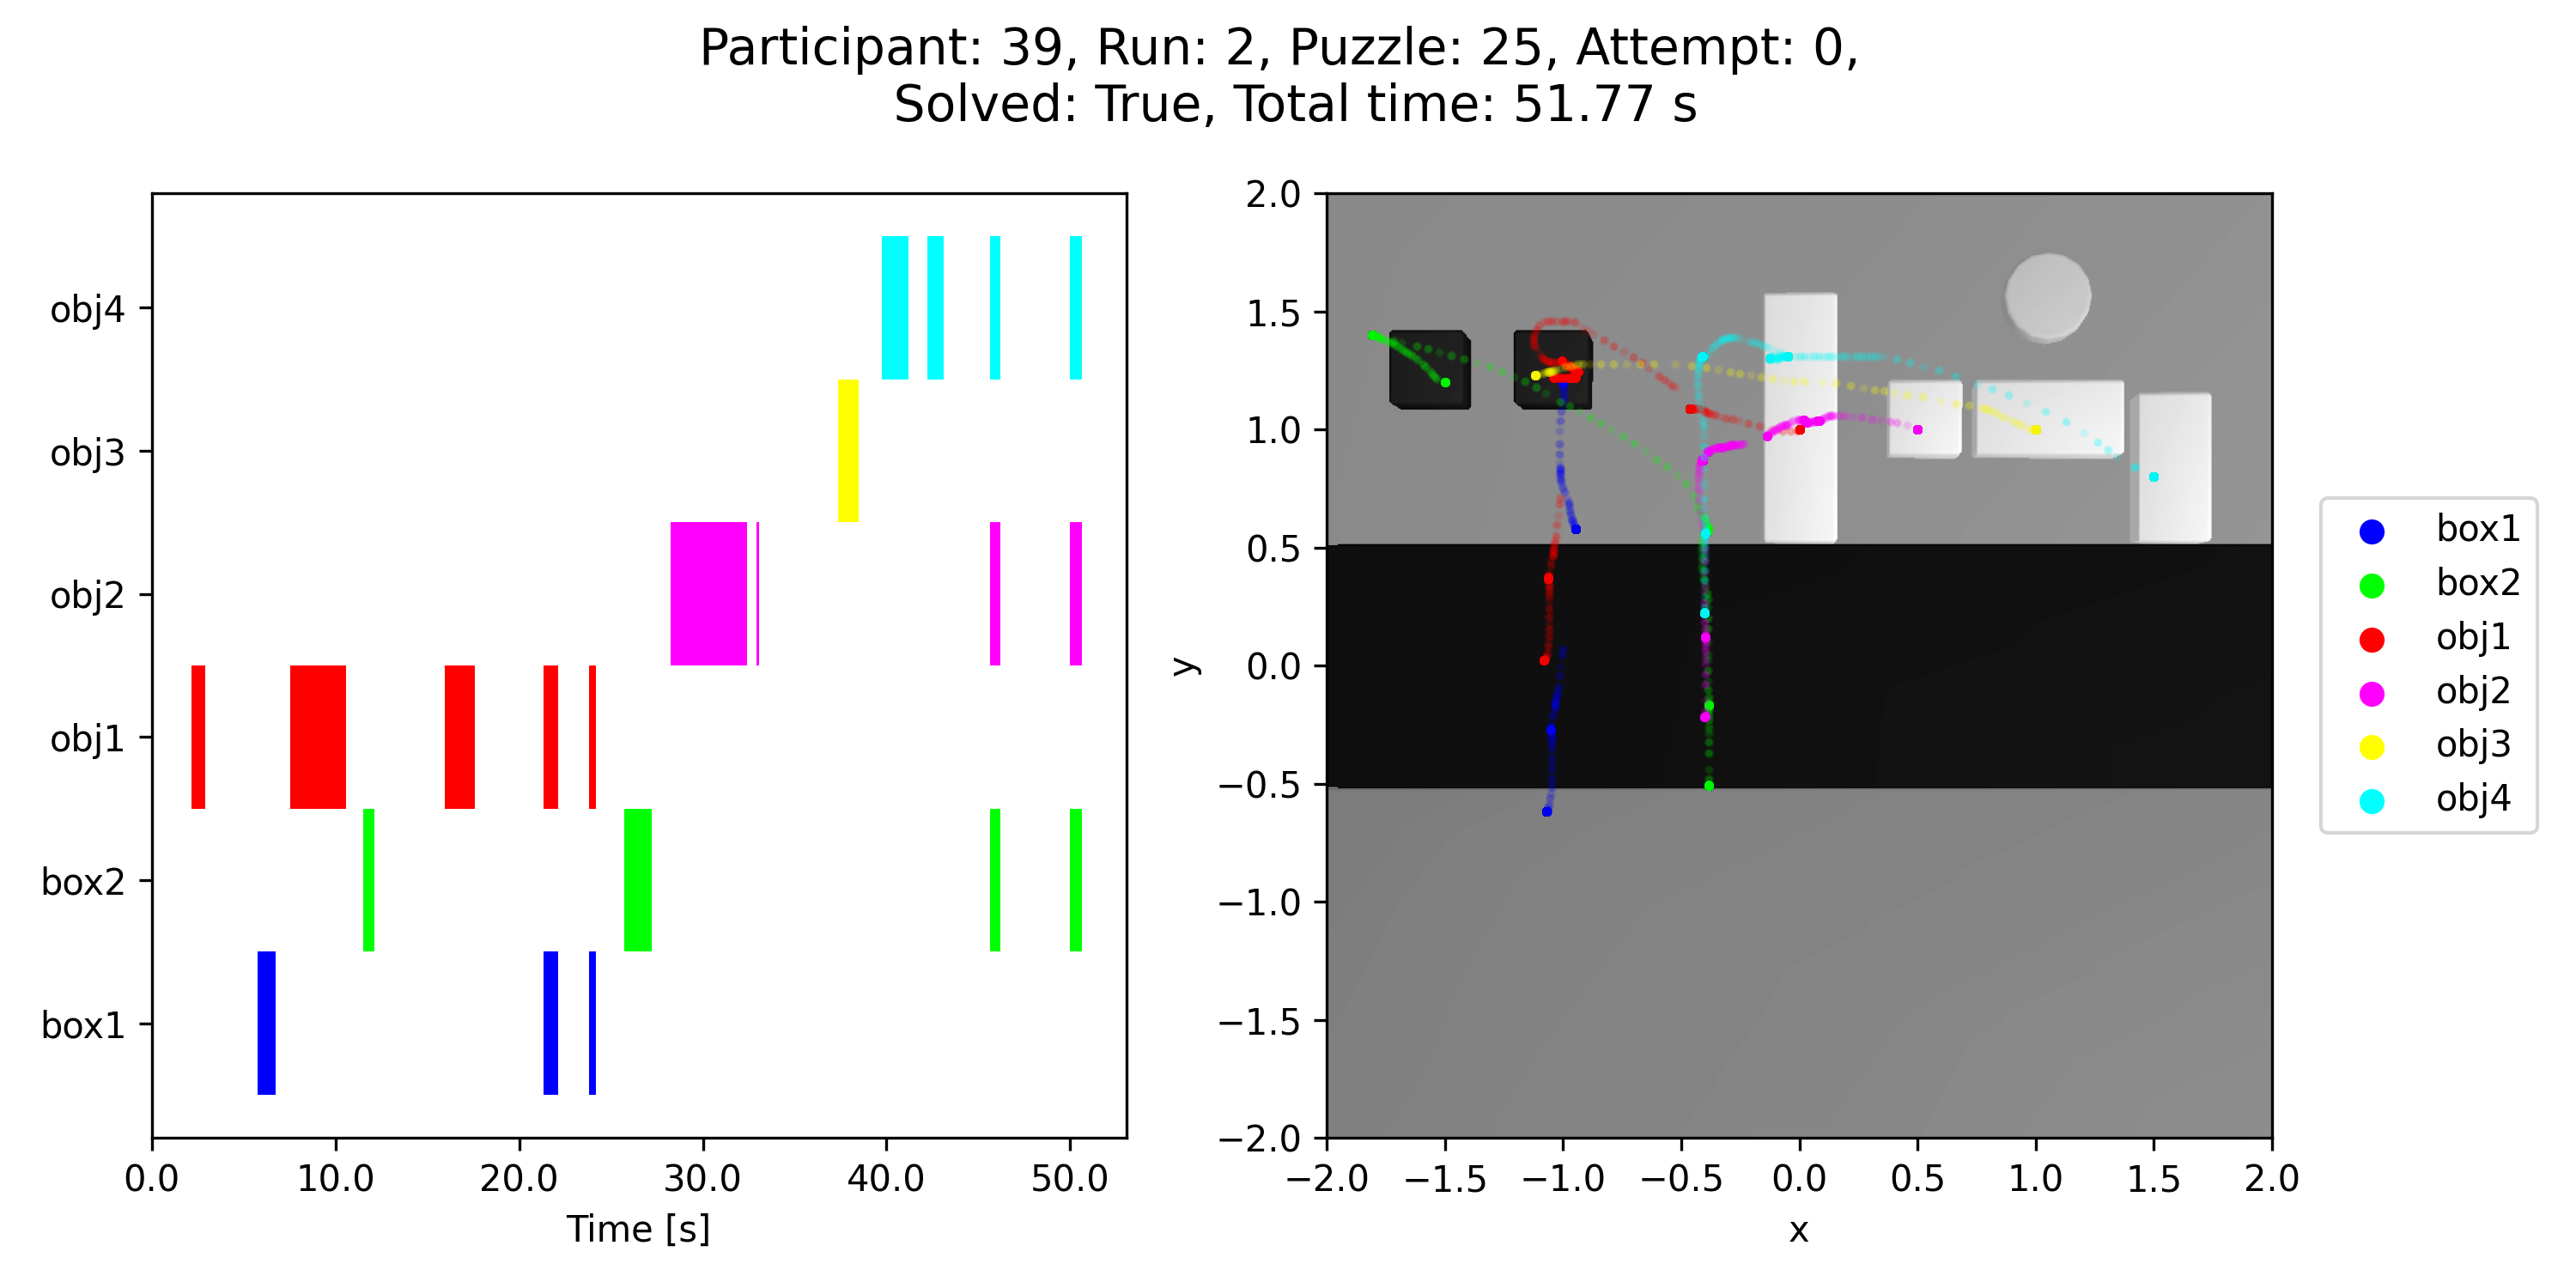 Participant: 39, Run: 2, Puzzle: 25, Attempt: 0,
Solved: True, Total time: 51.77 s
obj4
obj3
obj2
obj1
box2
box1
0.0 10.0 20.0 30.0 40.0 50.0
Time [s]
2.0
1.5
1.0
0.5
0.0
−0.5
−1.0
−1.5
−2.0
y
−2.0 −1.5 −1.0 −0.5 0.0 0.5 1.0 1.5 2.0
x
box1
box2
obj1
obj2
obj3
obj4